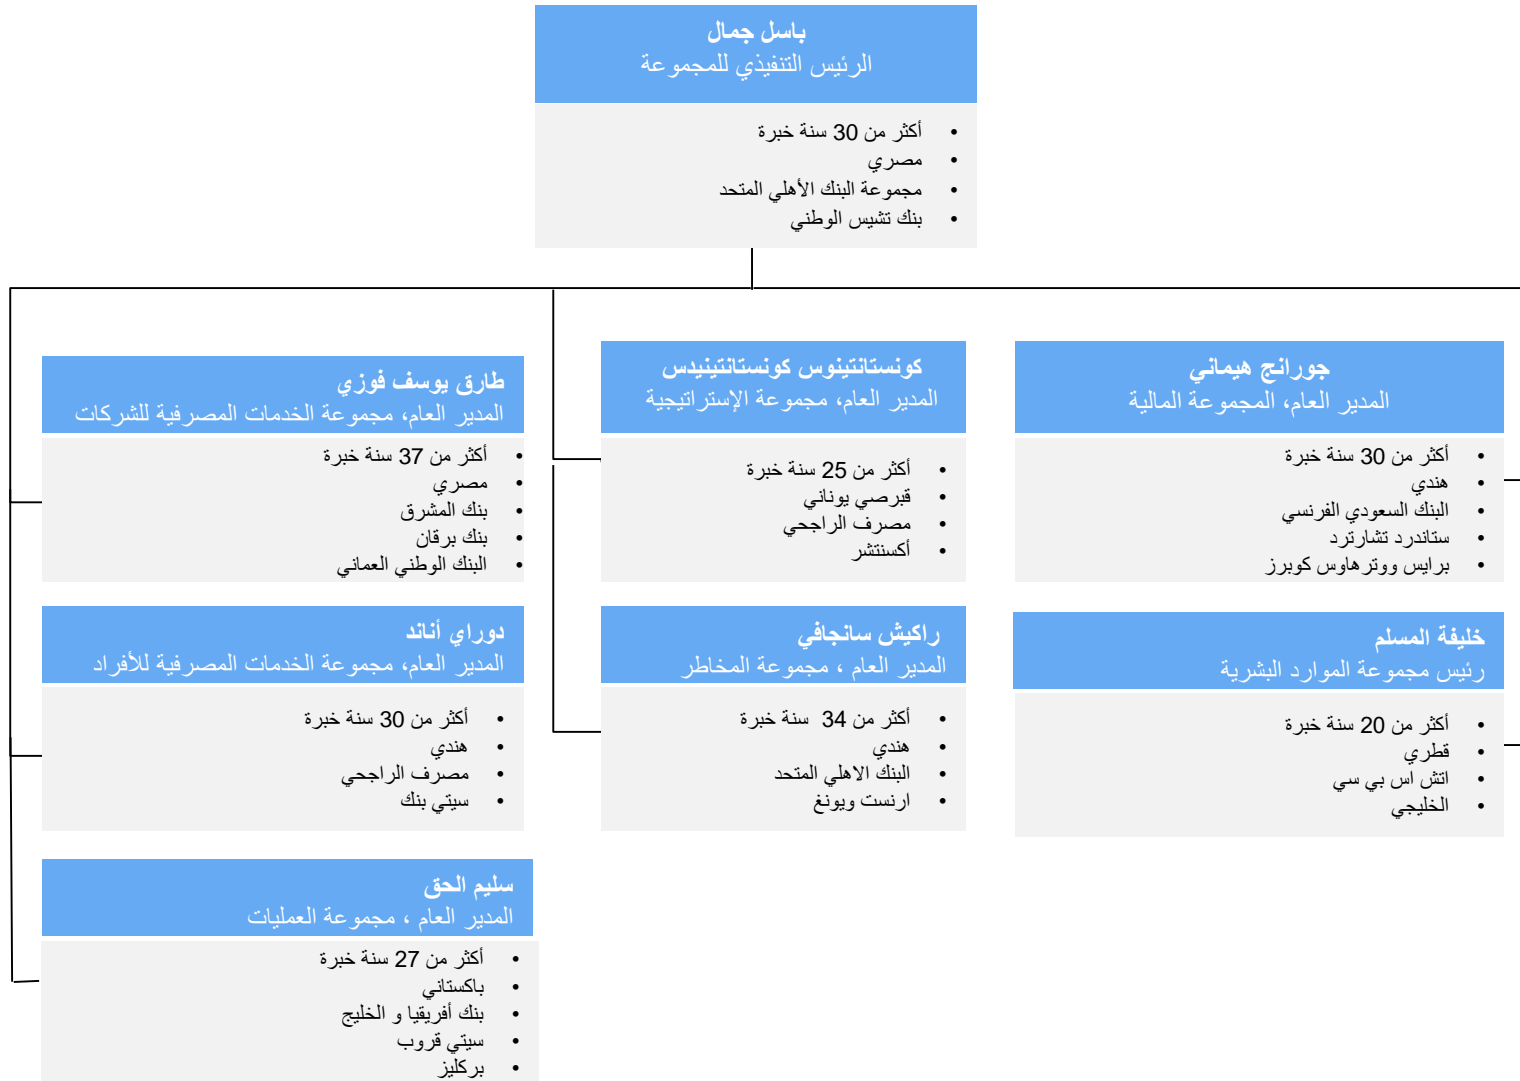 باسل جمال
الرئيس التنفيذي للمجموعة
• أكثر من 30 سنة خبرة
• مصري
• مجموعة البنك الأهلي المتحد
• بنك تشيس الوطني
جورانج هيماني
المدير العام، المجموعة المالية
• أكثر من 30 سنة خبرة
• هندي
• البنك السعودي الفرنسي
• ستاندرد تشارترد
• برايس ووترهاوس كوبرز
كونستانتينوس كونستانتينيدس
المدير العام، مجموعة الإستراتيجية
• أكثر من 25 سنة خبرة
• قبرصي يوناني
• مصرف الراجحي
• أكسنتشر
طارق يوسف فوزي
المدير العام، مجموعة الخدمات المصرفية للشركات
• أكثر من 37 سنة خبرة
• مصري
• بنك المشرق
• بنك برقان
• البنك الوطني العماني
خليفة المسلم
رئيس مجموعة الموارد البشرية
• أكثر من 20 سنة خبرة
• قطري
• اتش اس بي سي
• الخليجي
راكيش سانجافي
المدير العام ، مجموعة المخاطر
• أكثر من 34 سنة خبرة
• هندي
• البنك الاهلي المتحد
• ارنست ويونغ
دوراي أناند
المدير العام، مجموعة الخدمات المصرفية للأفراد
• أكثر من 30 سنة خبرة
• هندي
• مصرف الراجحي
• سيتي بنك
سليم الحق
المدير العام ، مجموعة العمليات
• أكثر من 27 سنة خبرة
• باكستاني
• بنك أفريقيا و الخليج
• سيتي قروب
• بركليز